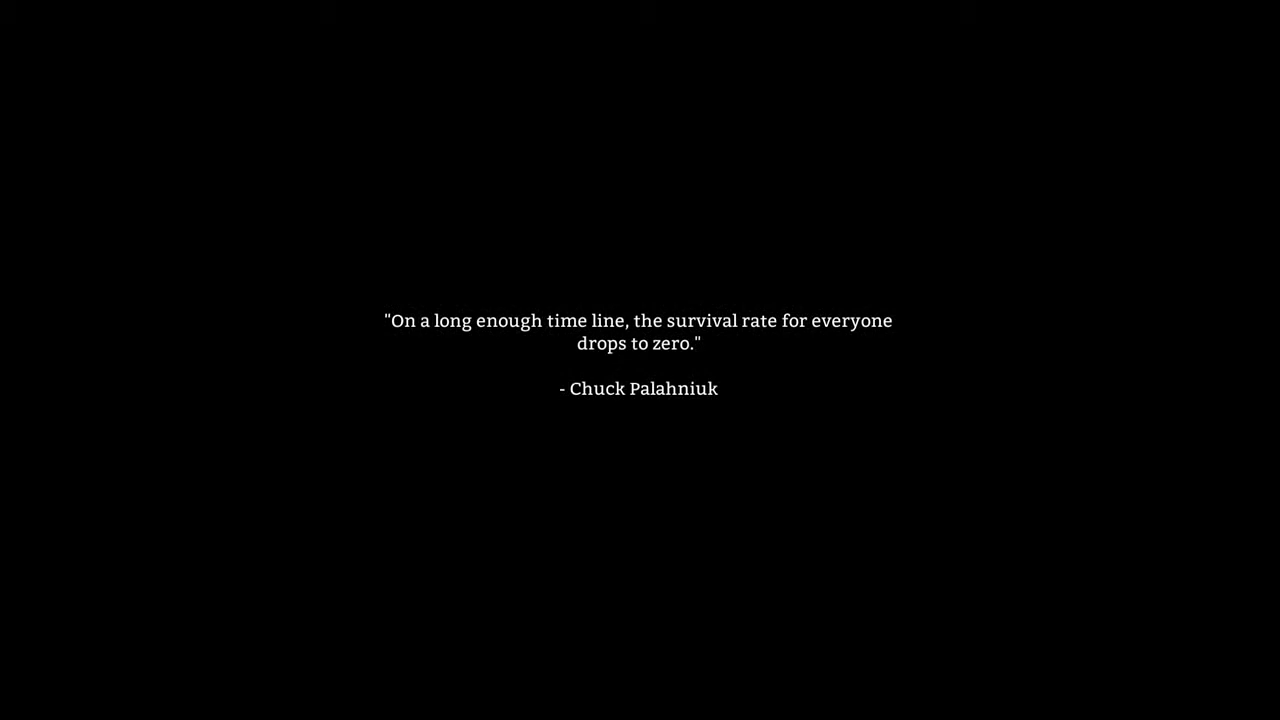 "On a long enough time line, the survival rate for everyone
drops to zero."
- Chuck Palahniuk